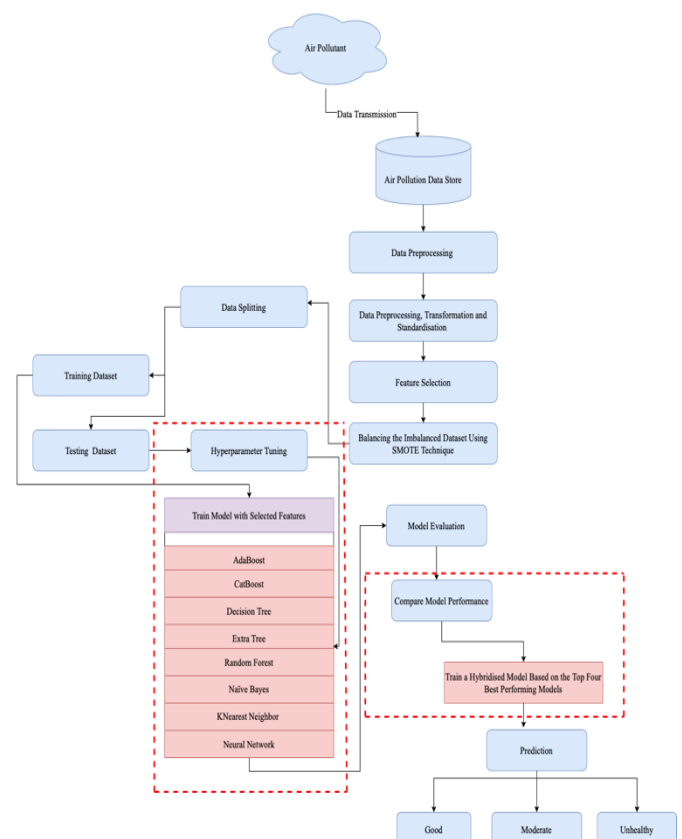 Air Pollutant
Data Transmission
Air Pollution Data Store
Data Preprocessing
Data Preprocessing, Transformation and
Standardisation
Feature Selection
Balancing the Imbalanced Dataset Using
SMOTE Technique
Data Splitting
Training Dataset
Testing Dataset
Hyperparameter Tuning
Train Model with Selected Features
AdaBoost
CatBoost
Decision Tree
Extra Tree
Random Forest
Naïve Bayes
KNearest Neighbor
Neural Network
Model Evaluation
Compare Model Performance
Train a Hybridised Model Based on the Top Four
Best Performing Models
Prediction
Good
Moderate
Unhealthy